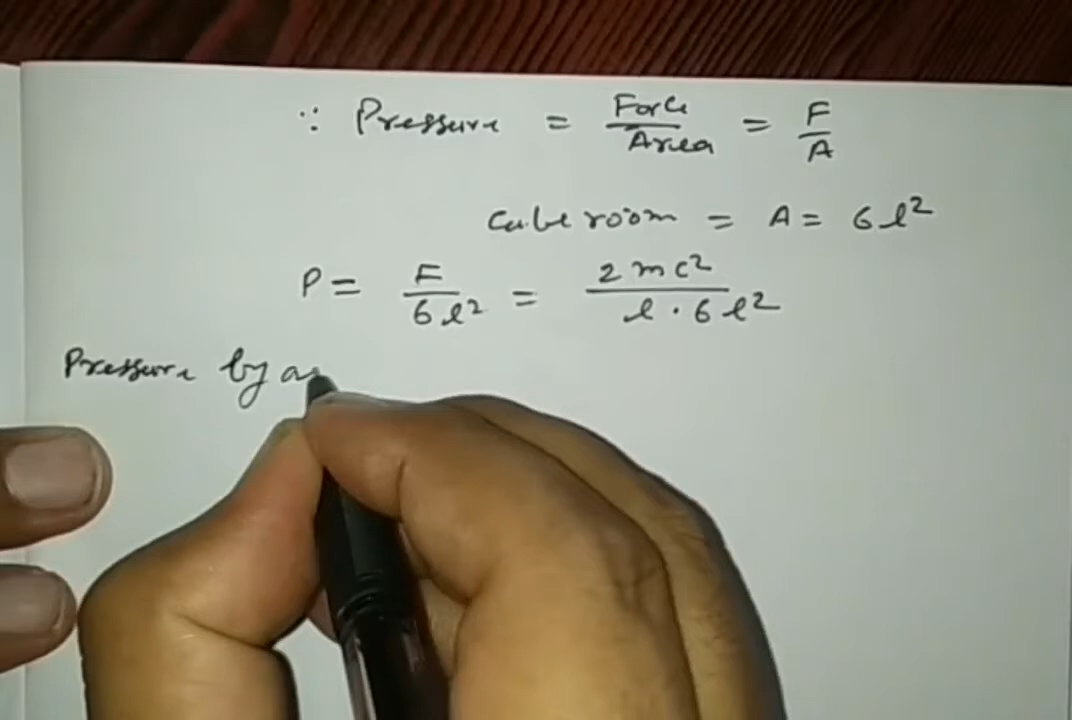 ∵ Pressure = Force/Area = F/A
Cube room = A = 6l²
P = F/6l² = 2mc²/l·6l²
Pressure by